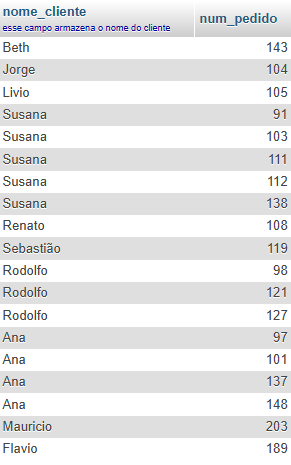 nome_cliente num_pedido
esse campo armazena o nome do cliente
Beth 143
Jorge 104
Livio 105
Susana 91
Susana 103
Susana 111
Susana 112
Susana 138
Renato 108
Sebastião 119
Rodolfo 98
Rodolfo 121
Rodolfo 127
Ana 97
Ana 101
Ana 137
Ana 148
Mauricio 203
Flavio 189